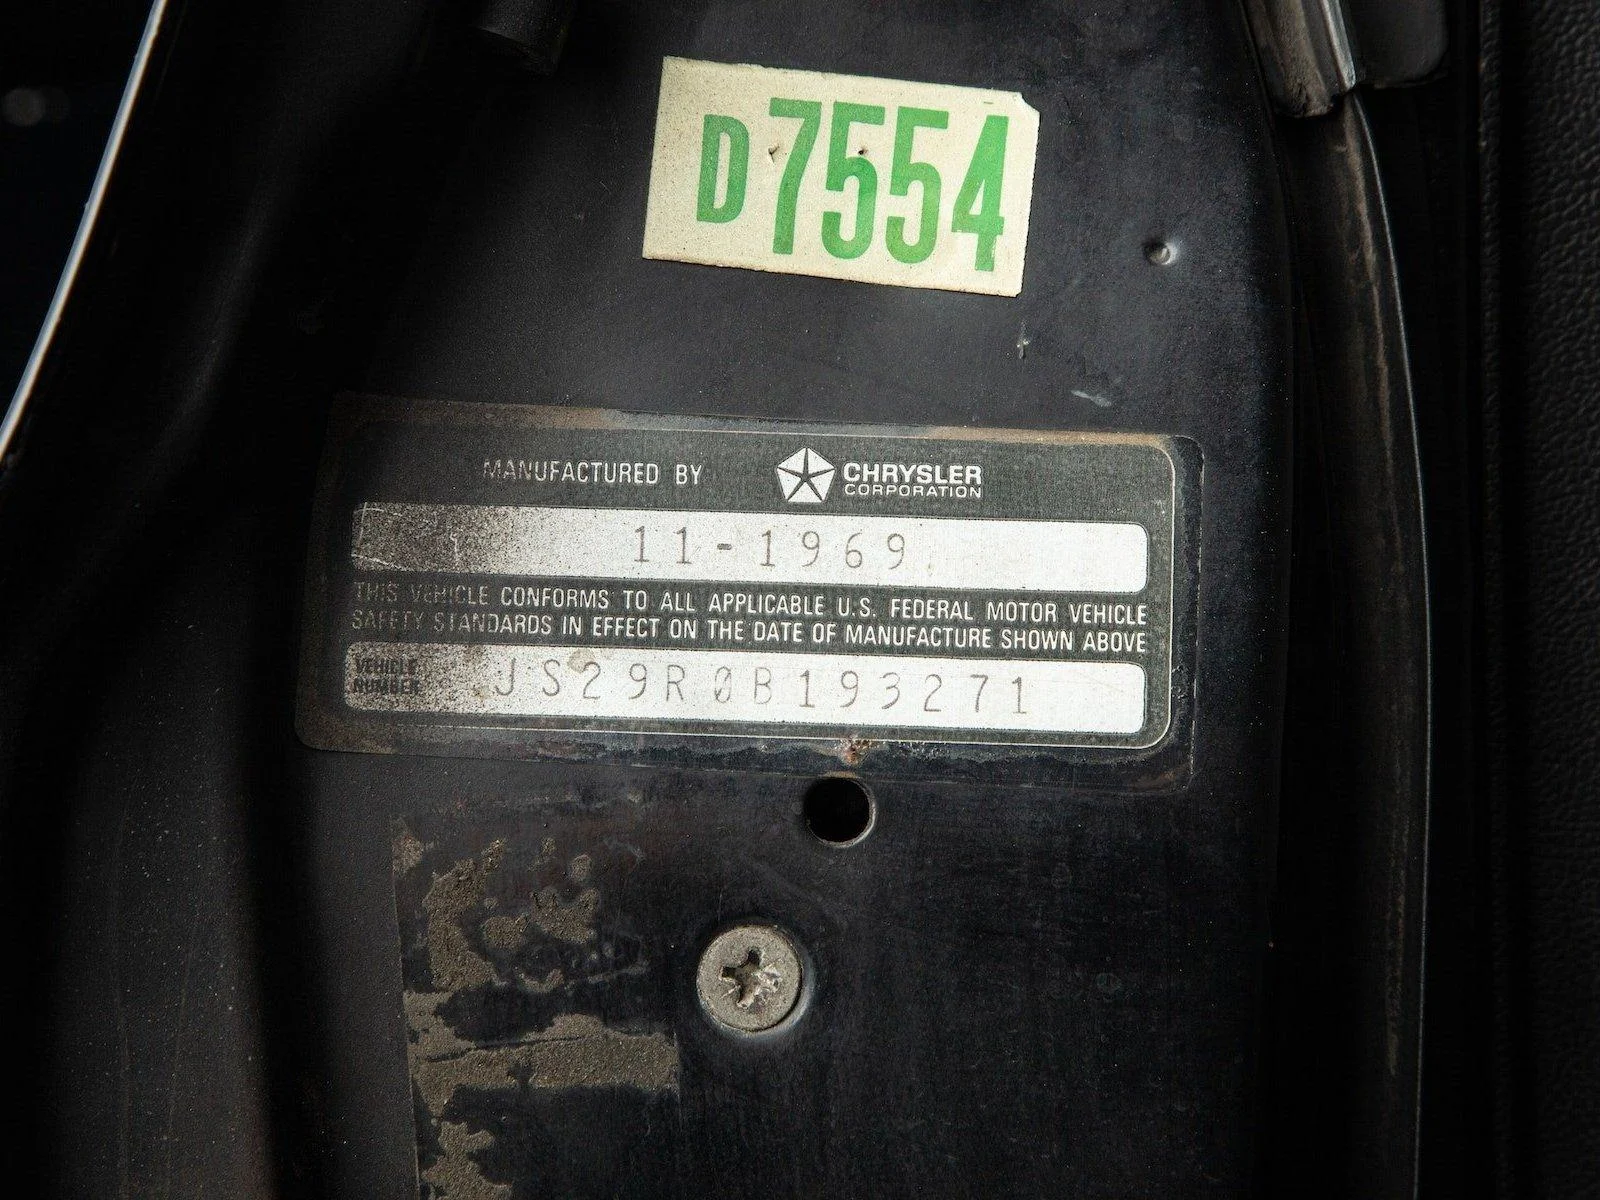 D7554
MANUFACTURED BY CHRYSLER
CORPORATION
11-1969
THIS VEHICLE CONFORMS TO ALL APPLICABLE U.S. FEDERAL MOTOR VEHICLE
SAFETY STANDARDS IN EFFECT ON THE DATE OF MANUFACTURE SHOWN ABOVE
VEHICLE
NUMBER
JS29R0B193271